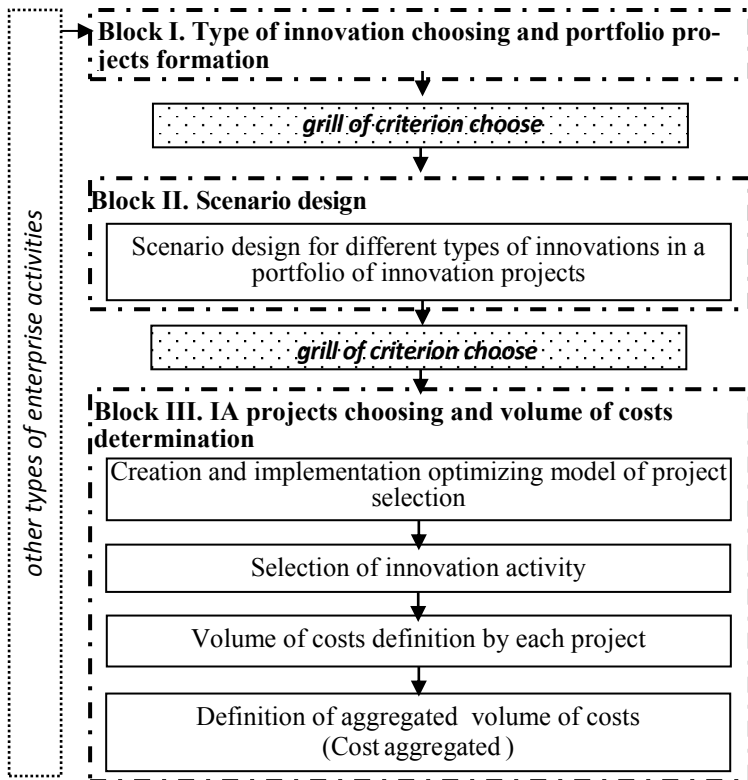 Block I. Type of innovation choosing and portfolio pro-
jects formation
grill of criterion choose
Block II. Scenario design
Scenario design for different types of innovations in a
portfolio of innovation projects
grill of criterion choose
Block III. IA projects choosing and volume of costs
determination
Creation and implementation optimizing model of project
selection
Selection of innovation activity
Volume of costs definition by each project
Definition of aggregated volume of costs
(Cost aggregated )
other types of enterprise activities